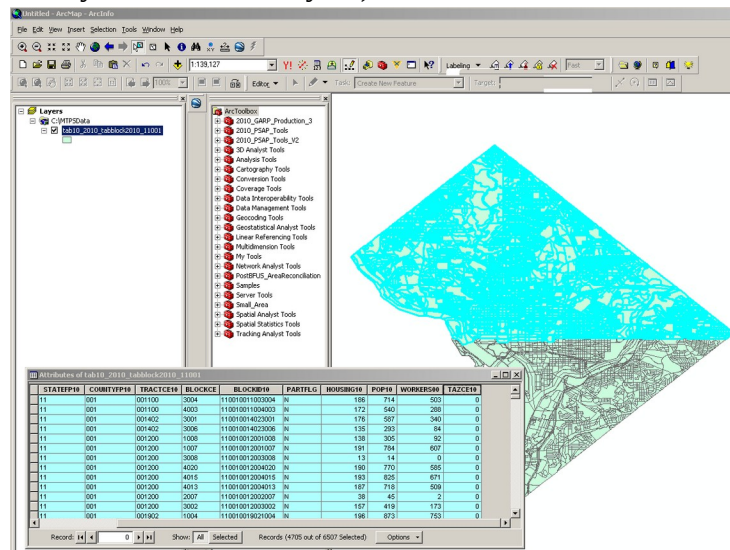 Untitled - ArcMap - ArcInfo
File Edit View Insert Selection Tools Window Help
1:139,127
Labeling
Fast
100%
Editor
Task: Create New Feature
Target:
Layers
C:\MTPSData
tab10_2010_tabblock2010_11001
ArcToolbox
2010_GARP_Production_3
2010_PSAP_Tools
2010_PSAP_Tools_V2
3D Analyst Tools
Analysis Tools
Cartography Tools
Conversion Tools
Coverage Tools
Data Interoperability Tools
Data Management Tools
Geocoding Tools
Geostatistical Analyst Tools
Linear Referencing Tools
Multidimension Tools
My Tools
Network Analyst Tools
PostBFUS_AreaReconciliation
Samples
Server Tools
Small_Area
Spatial Analyst Tools
Spatial Statistics Tools
Tracking Analyst Tools
Attributes of tab10_2010_tabblock2010_11001
STATEFP10 COUNTYFP10 TRACTCE10 BLOCKCE BLOCKID10 PARTFLG HOUSING10 POP10 WORKERS00 TAZCE10
11 001 001100 3004 110010011003004 N 186 714 503 0
11 001 001100 4003 110010011004003 N 172 540 288 0
11 001 001402 3001 110010014023001 N 176 587 340 0
11 001 001402 3006 110010014023006 N 135 293 84 0
11 001 001200 1008 110010012001008 N 138 305 92 0
11 001 001200 1007 110010012001007 N 191 784 607 0
11 001 001200 3008 110010012003008 N 13 14 0 0
11 001 001200 4020 110010012004020 N 190 770 585 0
11 001 001200 4015 110010012004015 N 193 825 671 0
11 001 001200 4013 110010012004013 N 187 718 509 0
11 001 001200 2007 110010012002007 N 38 45 2 0
11 001 001200 3002 110010012003002 N 157 419 173 0
11 001 001902 1004 110010019021004 N 196 873 753 0
Record: 0 Show: All Selected Records (4705 out of 6507 Selected) Options